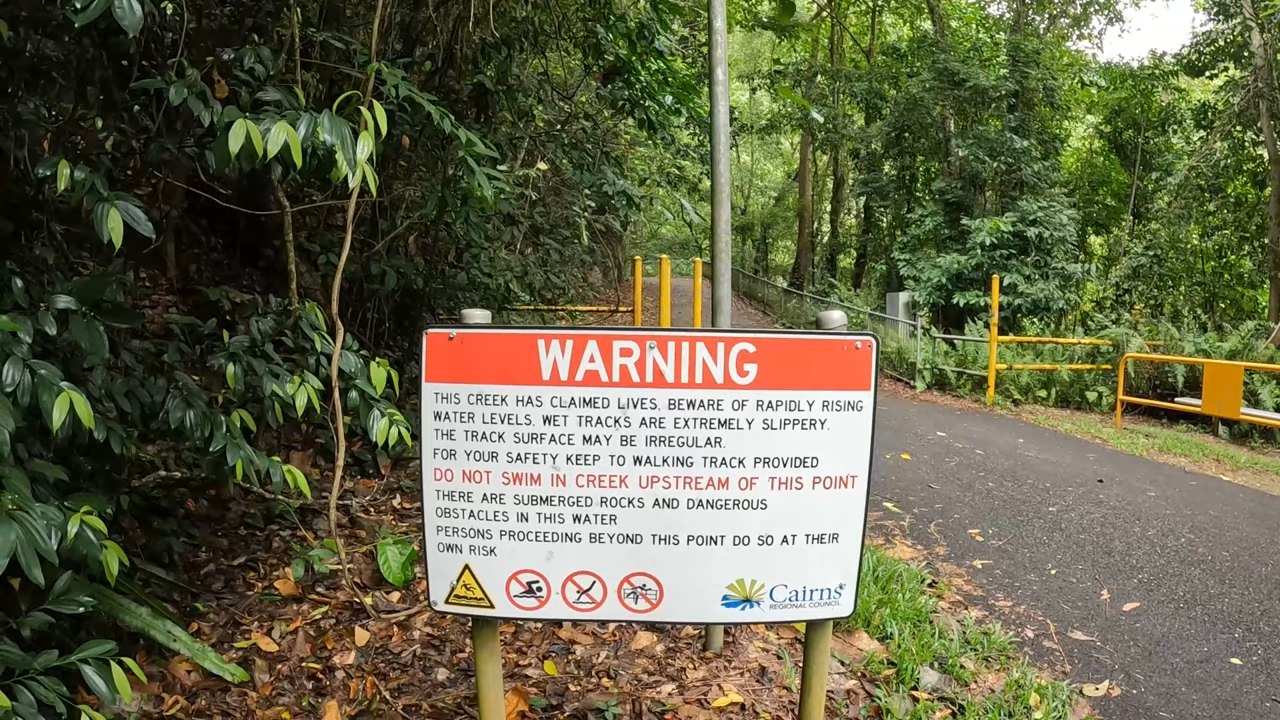 WARNING
THIS CREEK HAS CLAIMED LIVES. BEWARE OF RAPIDLY RISING
WATER LEVELS. WET TRACKS ARE EXTREMELY SLIPPERY.
THE TRACK SURFACE MAY BE IRREGULAR.
FOR YOUR SAFETY KEEP TO WALKING TRACK PROVIDED
DO NOT SWIM IN CREEK UPSTREAM OF THIS POINT
THERE ARE SUBMERGED ROCKS AND DANGEROUS
OBSTACLES IN THIS WATER
PERSONS PROCEEDING BEYOND THIS POINT DO SO AT THEIR
OWN RISK
Cairns
REGIONAL COUNCIL